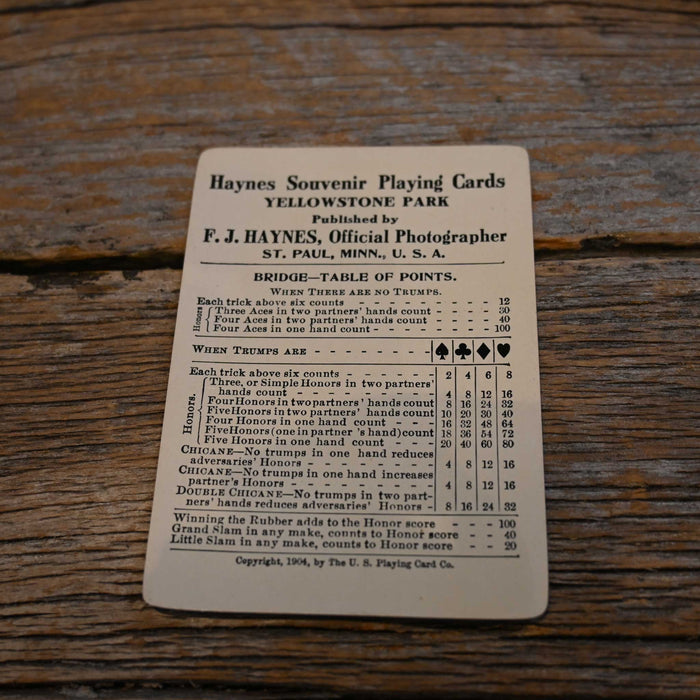 Haynes Souvenir Playing Cards
YELLOWSTONE PARK
Published by
F. J. HAYNES, Official Photographer
ST. PAUL, MINN., U. S. A.
BRIDGE—TABLE OF POINTS.
WHEN THERE ARE NO TRUMPS.
Each trick above six counts - - - - - - - - 12
Honors
Three Aces in two partners' hands count - - - - 30
Four Aces in two partners' hands count - - - - 40
Four Aces in one hand count - - - - - - - 100
WHEN TRUMPS ARE - - - - - - - - ♠ ♣ ♦ ♥
Each trick above six counts - - - - - - 2 4 6 8
Honors.
Three, or Simple Honors in two partners'
hands count - - - - - - - - 4 8 12 16
Four Honors in two partners' hands count 8 16 24 32
Five Honors in two partners' hands count 10 20 30 40
Four Honors in one hand count - - - - 16 32 48 64
Five Honors (one in partner 's hand) count 18 36 54 72
Five Honors in one hand count - - - - 20 40 60 80
CHICANE—No trumps in one hand reduces
adversaries' Honors - - - - - - - 4 8 12 16
CHICANE—No trumps in one hand increases
partner's Honors - - - - - - - - 4 8 12 16
DOUBLE CHICANE—No trumps in two part-
ners' hands reduces adversaries' Honors - 8 16 24 32
Winning the Rubber adds to the Honor score - - - 100
Grand Slam in any make, counts to Honor score - - 40
Little Slam in any make, counts to Honor score - - 20
Copyright, 1904, by The U. S. Playing Card Co.